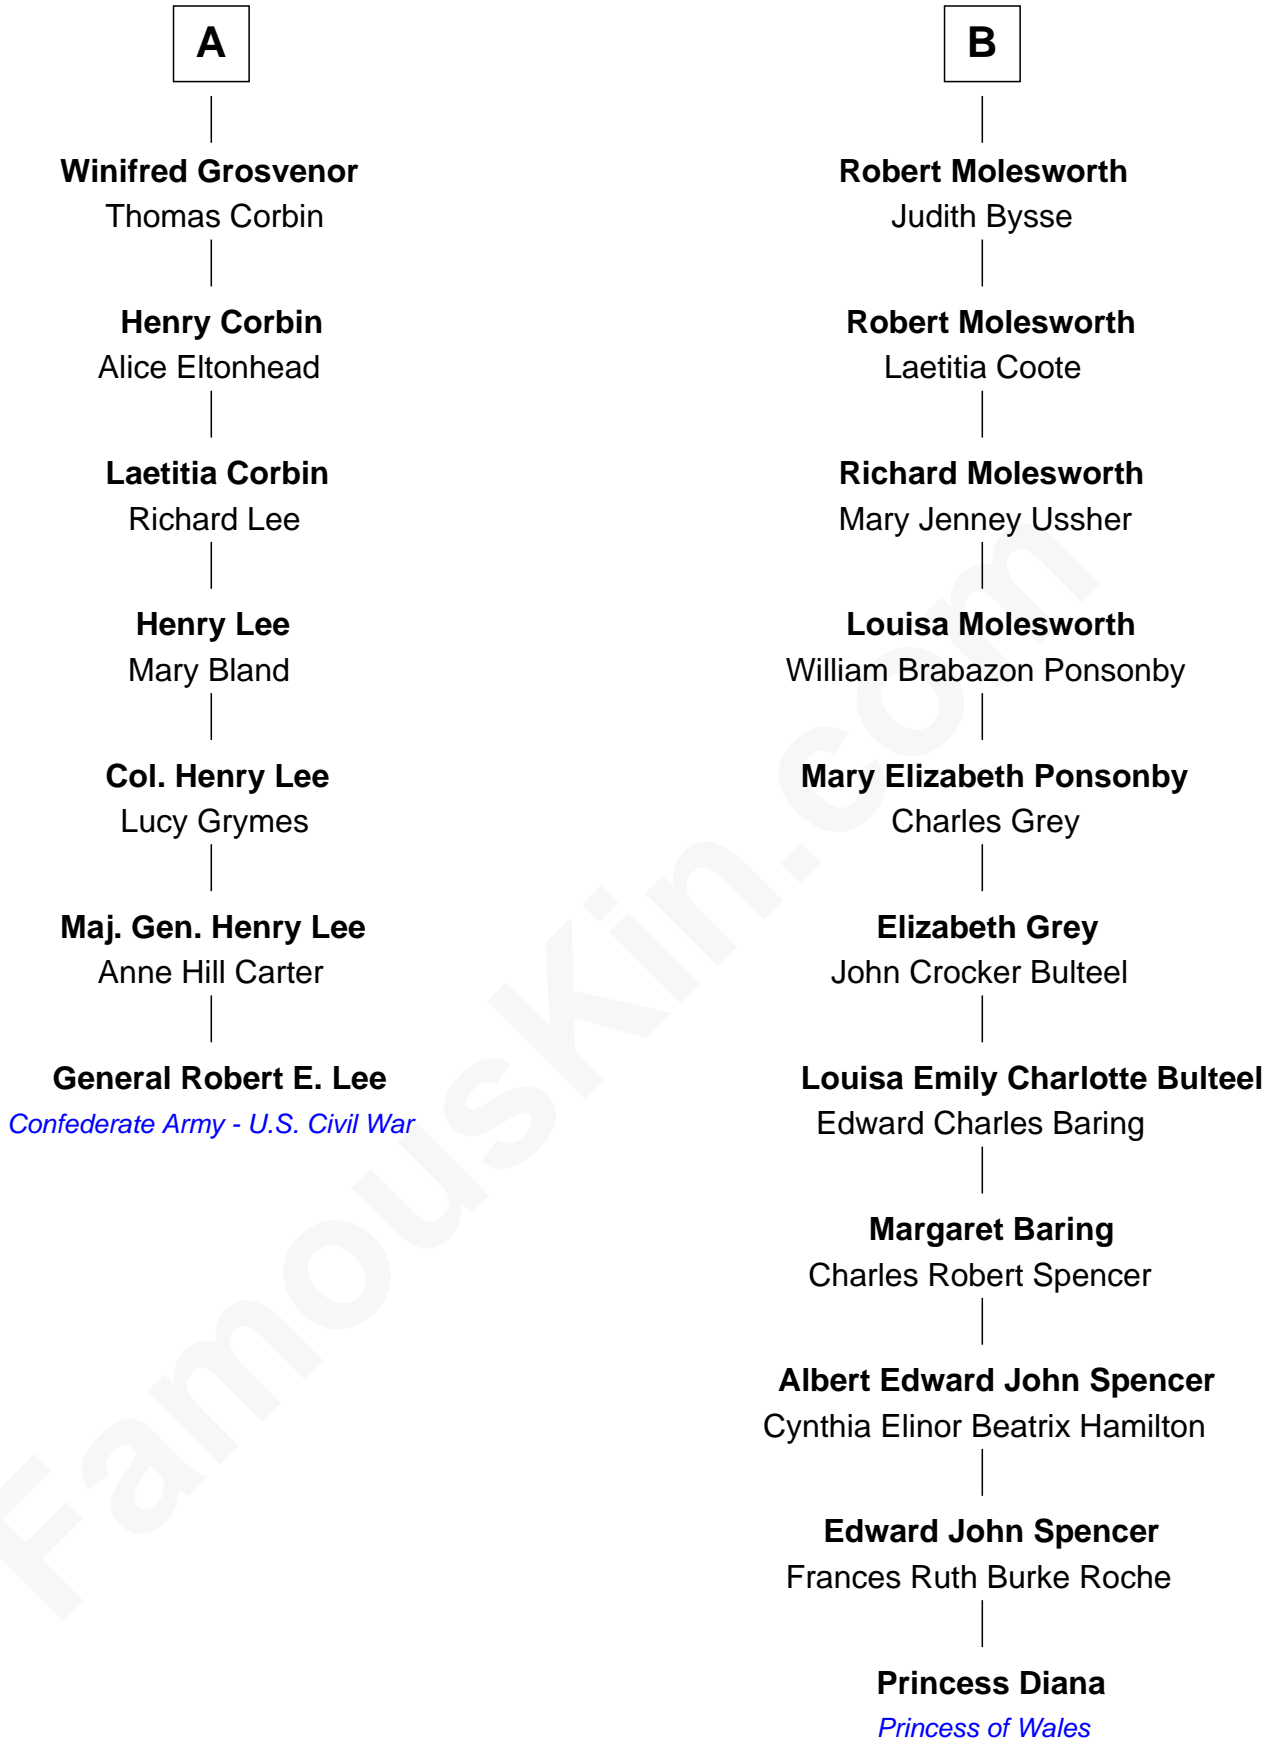 A
Winifred Grosvenor
Thomas Corbin
Henry Corbin
Alice Eltonhead
Laetitia Corbin
Richard Lee
Henry Lee
Mary Bland
Col. Henry Lee
Lucy Grymes
Maj. Gen. Henry Lee
Anne Hill Carter
General Robert E. Lee
Confederate Army - U.S. Civil War
B
Robert Molesworth
Judith Bysse
Robert Molesworth
Laetitia Coote
Richard Molesworth
Mary Jenney Ussher
Louisa Molesworth
William Brabazon Ponsonby
Mary Elizabeth Ponsonby
Charles Grey
Elizabeth Grey
John Crocker Bulteel
Louisa Emily Charlotte Bulteel
Edward Charles Baring
Margaret Baring
Charles Robert Spencer
Albert Edward John Spencer
Cynthia Elinor Beatrix Hamilton
Edward John Spencer
Frances Ruth Burke Roche
Princess Diana
Princess of Wales
FamousKin.com